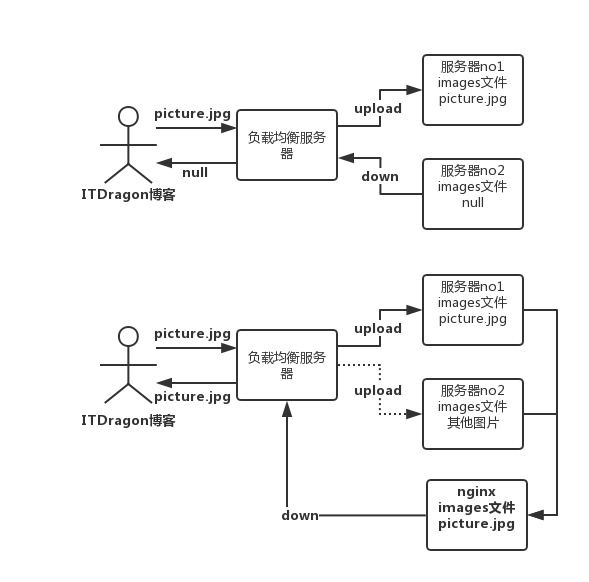 服务器no1
images文件
picture.jpg
picture.jpg
upload
负载均衡服务
器
null
down
服务器no2
images文件
null
ITDragon博客
服务器no1
images文件
picture.jpg
picture.jpg
upload
负载均衡服务
器
picture.jpg
upload
服务器no2
images文件
其他图片
ITDragon博客
nginx
images文件
picture.jpg
down